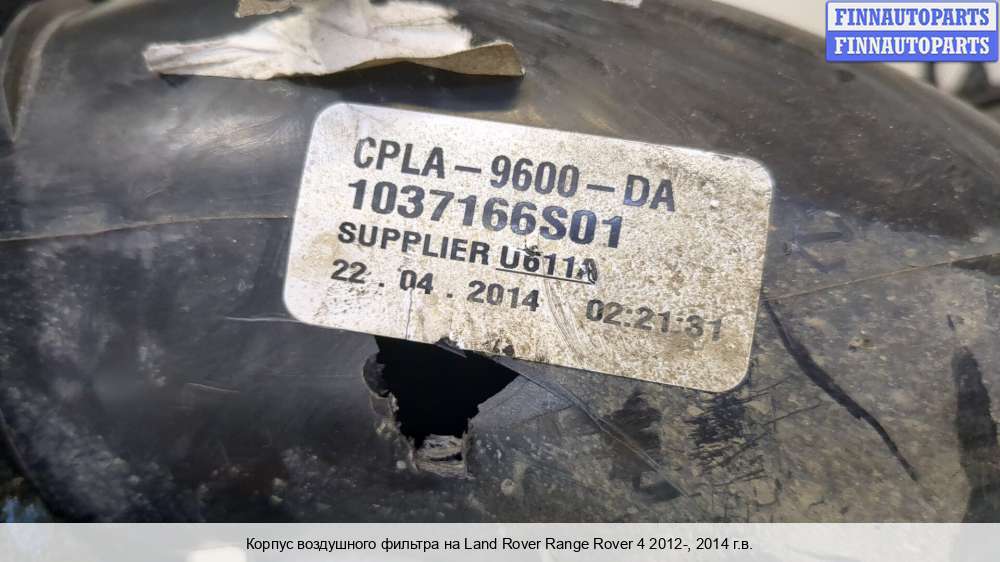 FINNAUTOPARTS
FINNAUTOPARTS
CPLA-9600-DA
1037166S01
SUPPLIER U611A
22.04.2014 02:21:31
Корпус воздушного фильтра на Land Rover Range Rover 4 2012-, 2014 г.в.